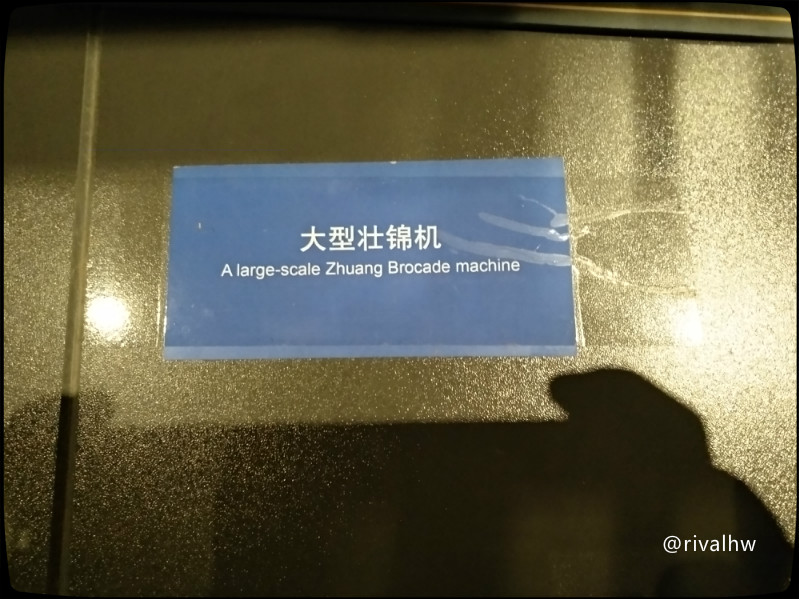 大型壮锦机
A large-scale Zhuang Brocade machine
@rivalhw